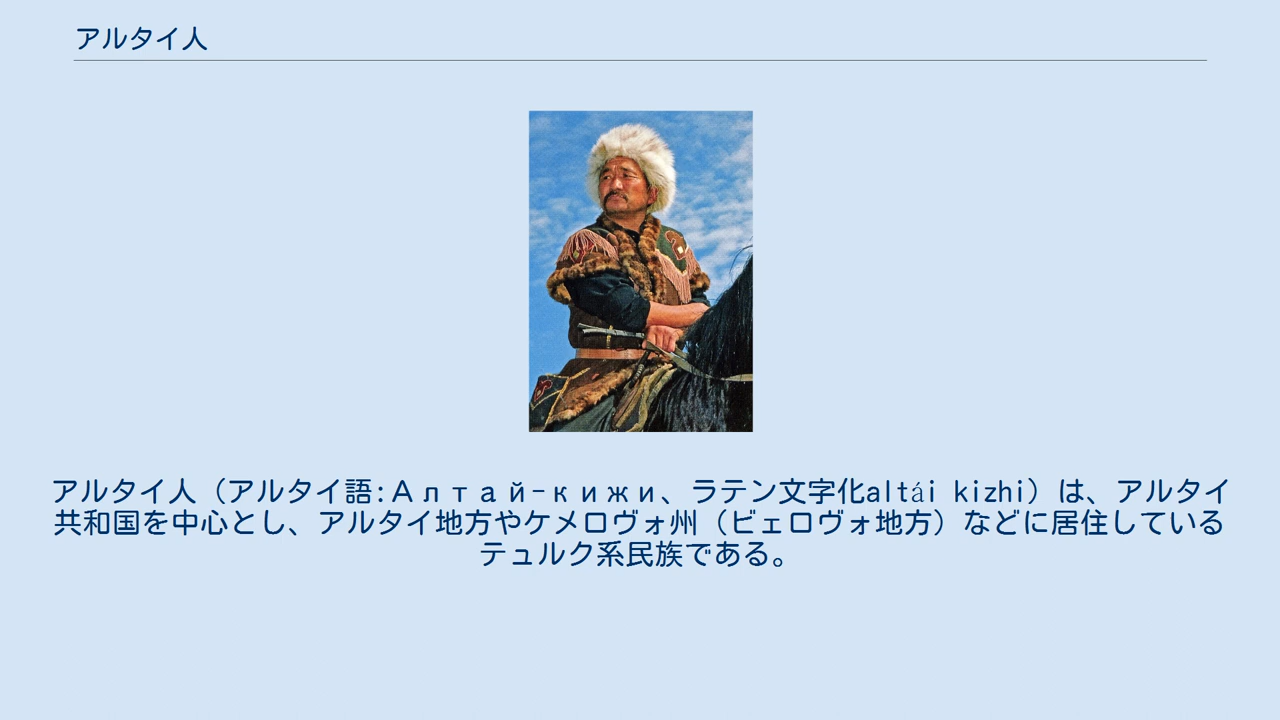 アルタイ人
アルタイ人（アルタイ語:Алтай-кижи、ラテン文字化altái kizhi）は、アルタイ
共和国を中心とし、アルタイ地方やケメロヴォ州（ビェロヴォ地方）などに居住している
テュルク系民族である。